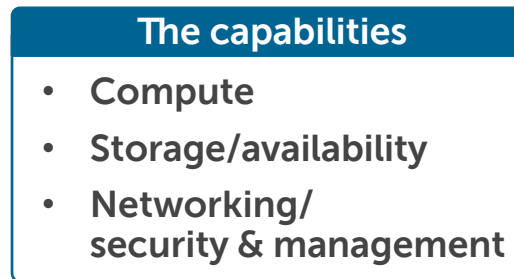 The capabilities
• Compute
• Storage/availability
• Networking/
security & management